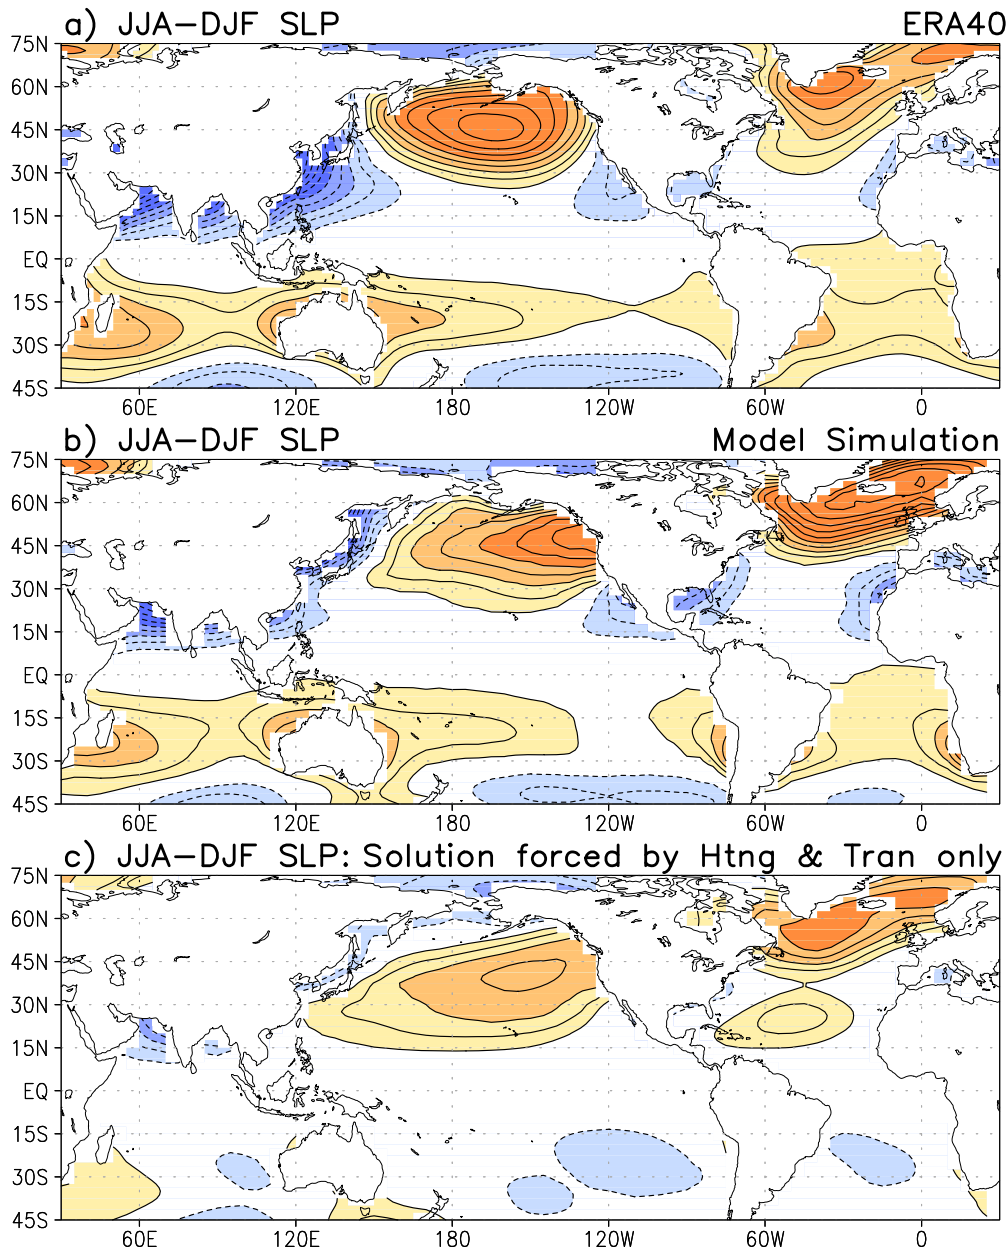 a) JJA-DJF SLP ERA40
75N
60N
45N
30N
15N
EQ
15S
30S
45S
60E 120E 180 120W 60W 0
b) JJA-DJF SLP Model Simulation
75N
60N
45N
30N
15N
EQ
15S
30S
45S
60E 120E 180 120W 60W 0
c) JJA-DJF SLP: Solution forced by Htng & Tran only
75N
60N
45N
30N
15N
EQ
15S
30S
45S
60E 120E 180 120W 60W 0